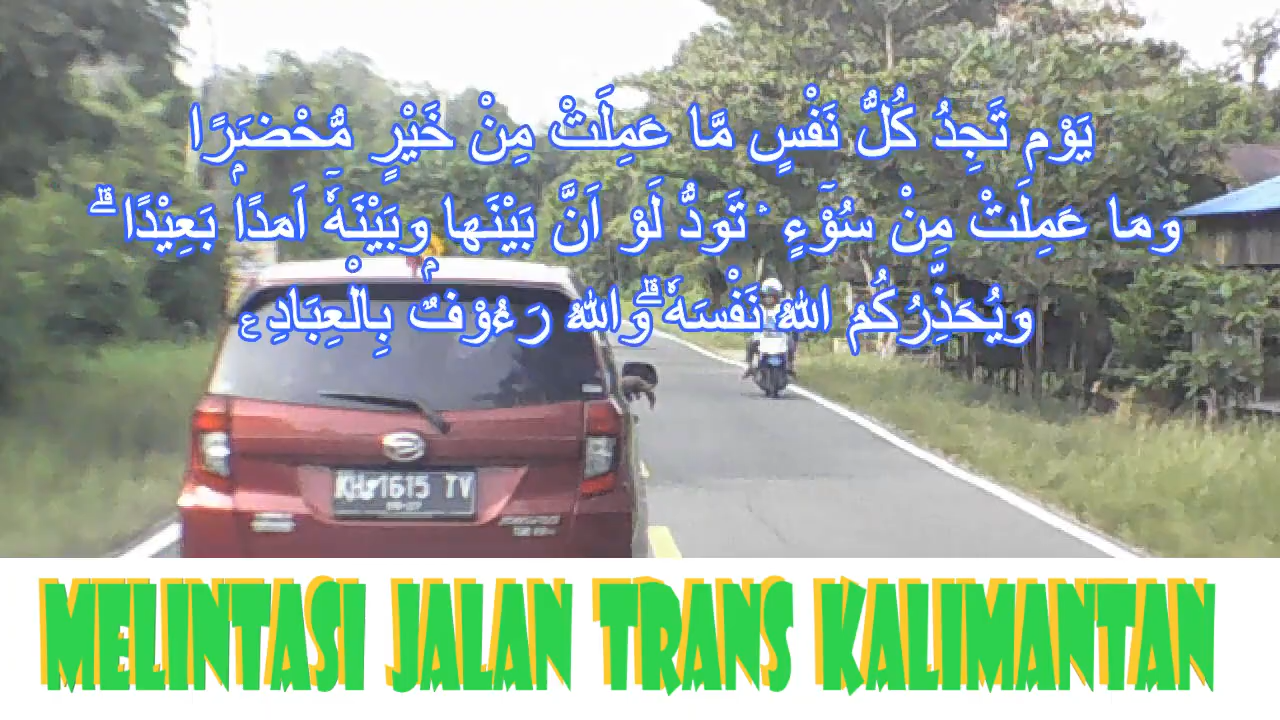 يَوْمَ تَجِدُ كُلُّ نَفْسٍ مَّا عَمِلَتْ مِنْ خَيْرٍ مُّحْضَرًا ۛ
وَمَا عَمِلَتْ مِنْ سُوْۤءٍ ۛ تَوَدُّ لَوْ اَنَّ بَيْنَهَا وَبَيْنَهٗٓ اَمَدًاۢ بَعِيْدًا ۗ
وَيُحَذِّرُكُمُ اللّٰهُ نَفْسَهٗ ۗوَاللّٰهُ رَءُوْفٌۢ بِالْعِبَادِ ࣖ
KH 1615 TV
MELINTASI JALAN TRANS KALIMANTAN